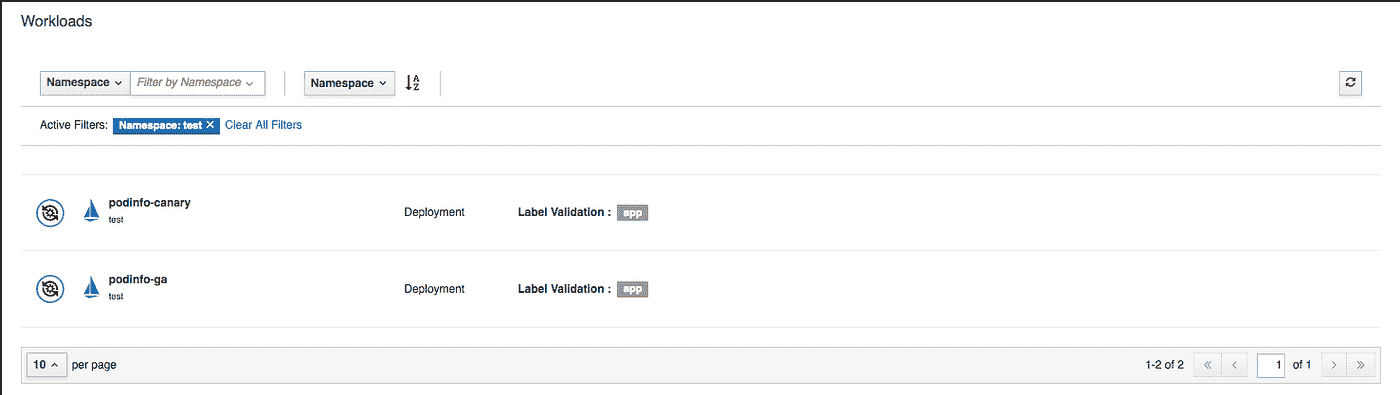 Workloads
Namespace Filter by Namespace Namespace A Z
Active Filters: Namespace: test Clear All Filters
podinfo-canary
test
Deployment Label Validation : app
podinfo-ga
test
Deployment Label Validation : app
10 per page 1-2 of 2 « < 1 of 1 > »